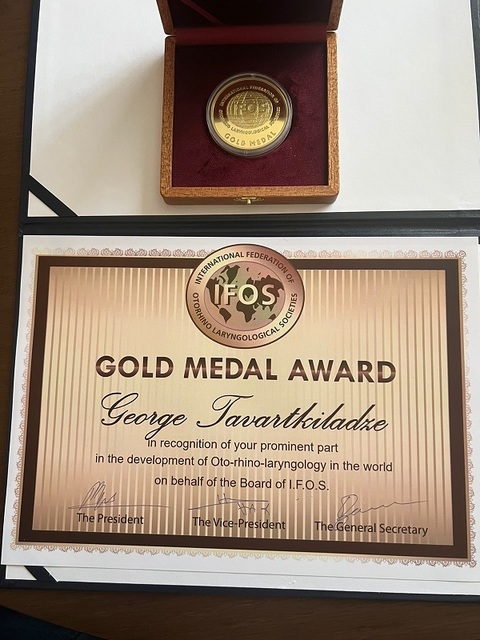 INTERNATIONAL FEDERATION OF
IFOS
GOLD MEDAL
INTERNATIONAL FEDERATION OF
IFOS
OTORHINO LARYNGOLOGICAL SOCIETIES
GOLD MEDAL AWARD
George Tavartkiladze
in recognition of your prominent part
in the development of Oto-rhino-laryngology in the world
on behalf of the Board of I.F.O.S.
The President
The Vice-President
The General Secretary